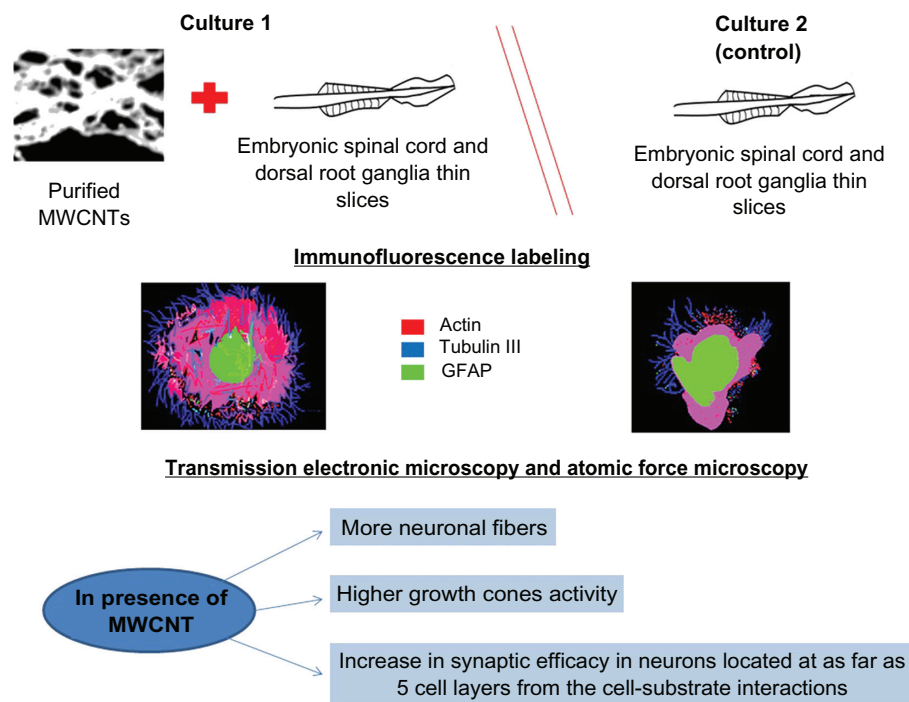 Culture 1
Culture 2
(control)
Purified
MWCNTs
Embryonic spinal cord and
dorsal root ganglia thin
slices
Embryonic spinal cord and
dorsal root ganglia thin
slices
Immunofluorescence labeling
Actin
Tubulin III
GFAP
Transmission electronic microscopy and atomic force microscopy
In presence of
MWCNT
More neuronal fibers
Higher growth cones activity
Increase in synaptic efficacy in neurons located at as far as
5 cell layers from the cell-substrate interactions